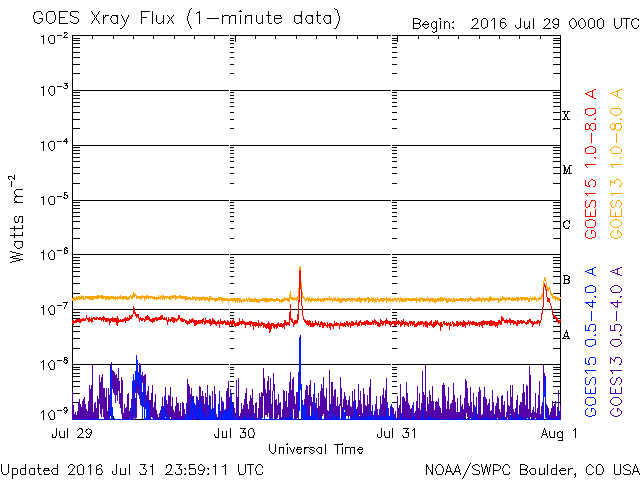 GOES Xray Flux (1-minute data)
Begin: 2016 Jul 29 0000 UTC
10⁻²
10⁻³
10⁻⁴
10⁻⁵
10⁻⁶
10⁻⁷
10⁻⁸
10⁻⁹
Watts m⁻²
X
M
C
B
A
GOES15 1.0-8.0 A
GOES13 1.0-8.0 A
GOES15 0.5-4.0 A
GOES13 0.5-4.0 A
Jul 29 Jul 30 Jul 31 Aug 1
Universal Time
Updated 2016 Jul 31 23:59:11 UTC
NOAA/SWPC Boulder, CO USA